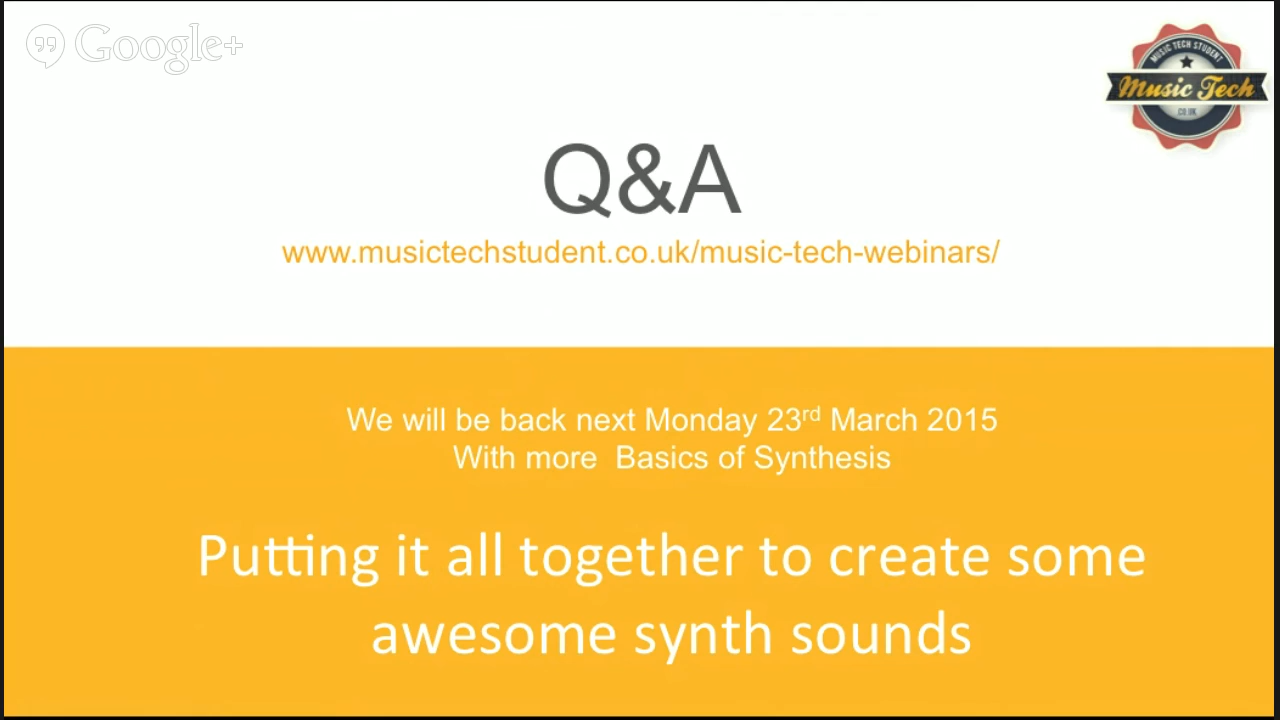 Google+
MUSIC TECH STUDENT
Music Tech
.CO.UK
Q&A
www.musictechstudent.co.uk/music-tech-webinars/
We will be back next Monday 23rd March 2015
With more  Basics of Synthesis
Putting it all together to create some
awesome synth sounds